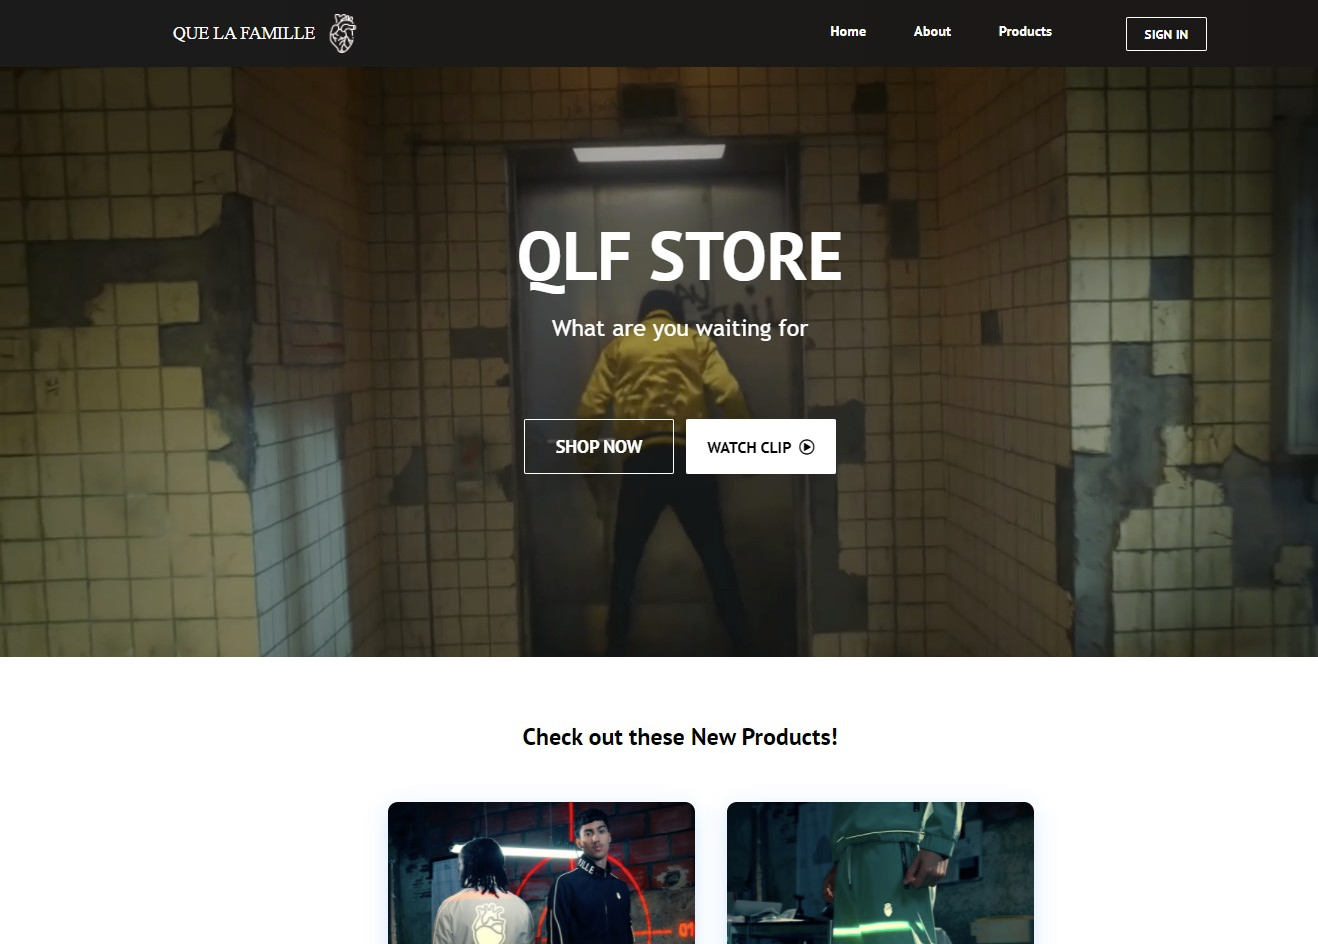 QUE LA FAMILLE
Home
About
Products
SIGN IN
QLF STORE
What are you waiting for
SHOP NOW
WATCH CLIP
Check out these New Products!
01